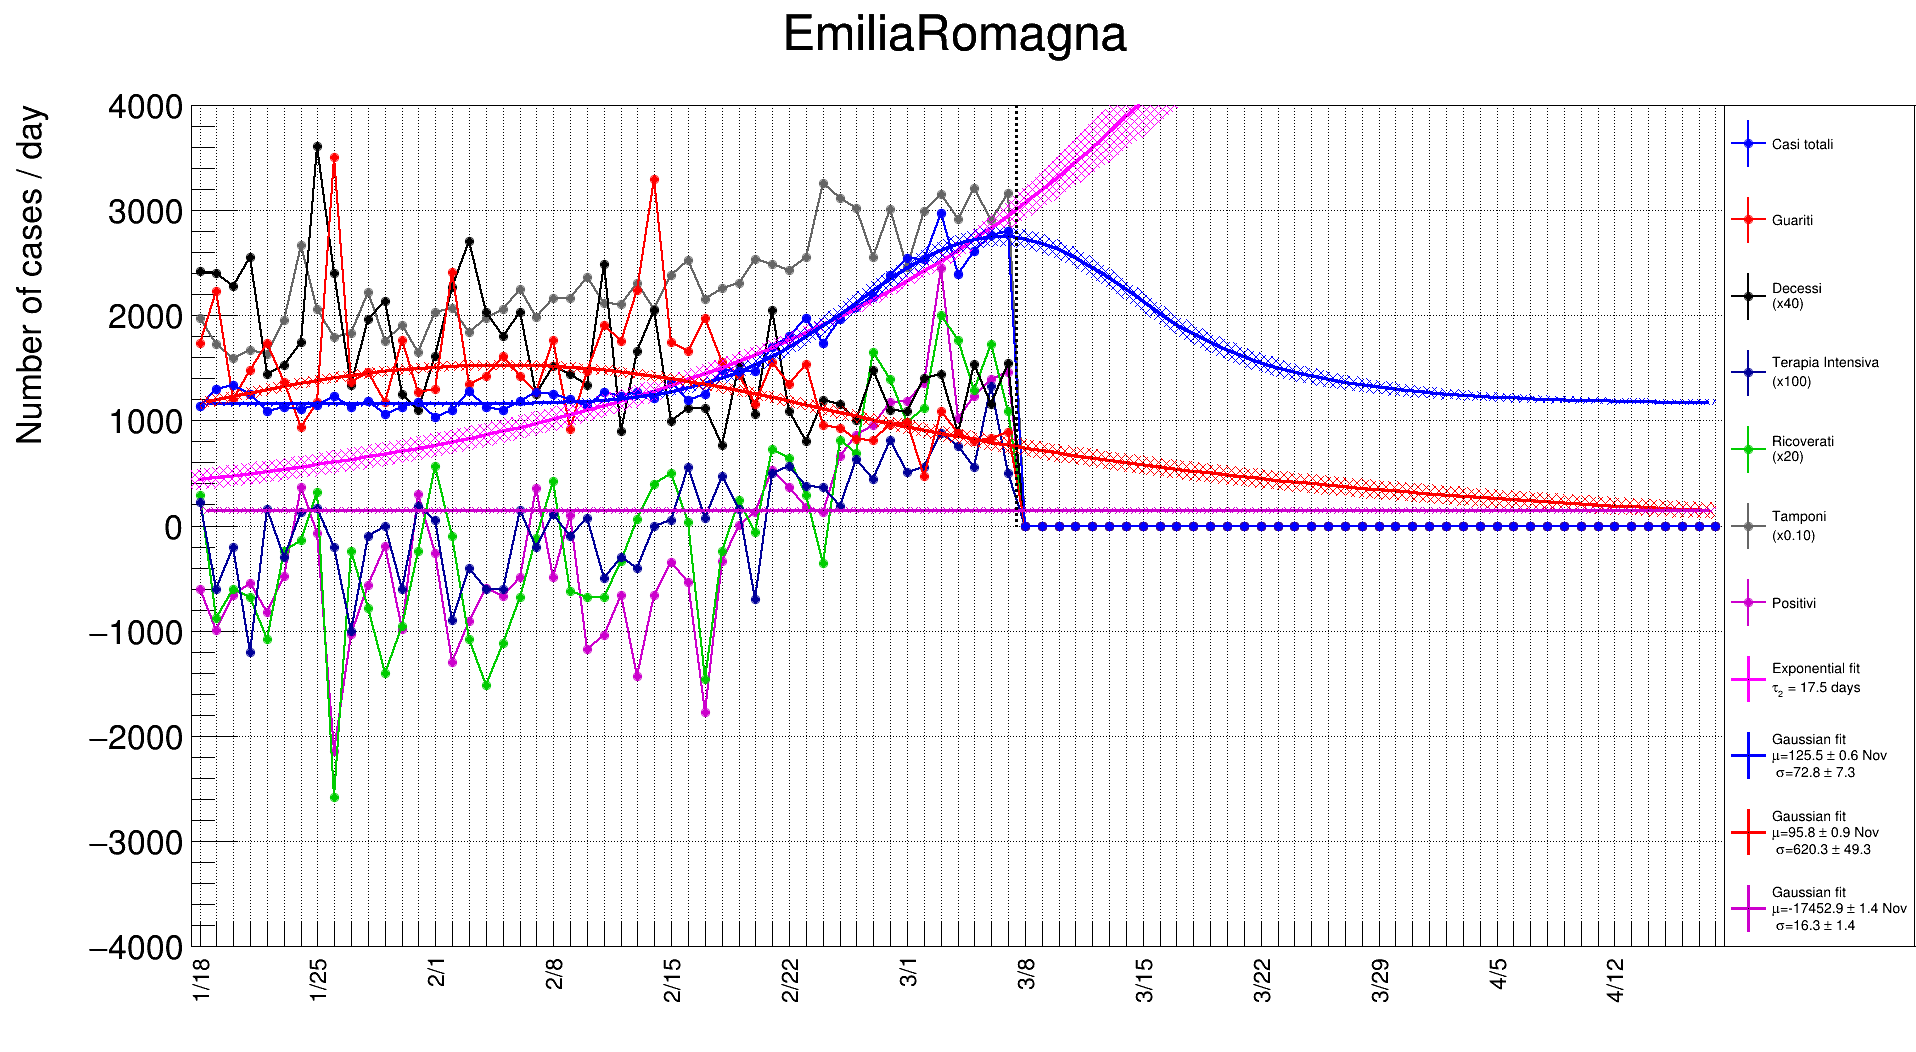 EmiliaRomagna
Number of cases / day
4000
3000
2000
1000
0
−1000
−2000
−3000
−4000
1/18
1/25
2/1
2/8
2/15
2/22
3/1
3/8
3/15
3/22
3/29
4/5
4/12
Casi totali
Guariti
Decessi
(x40)
Terapia Intensiva
(x100)
Ricoverati
(x20)
Tamponi
(x0.10)
Positivi
Exponential fit
τ2 = 17.5 days
Gaussian fit
μ=125.5 ± 0.6 Nov
σ=72.8 ± 7.3
Gaussian fit
μ=95.8 ± 0.9 Nov
σ=620.3 ± 49.3
Gaussian fit
μ=-17452.9 ± 1.4 Nov
σ=16.3 ± 1.4